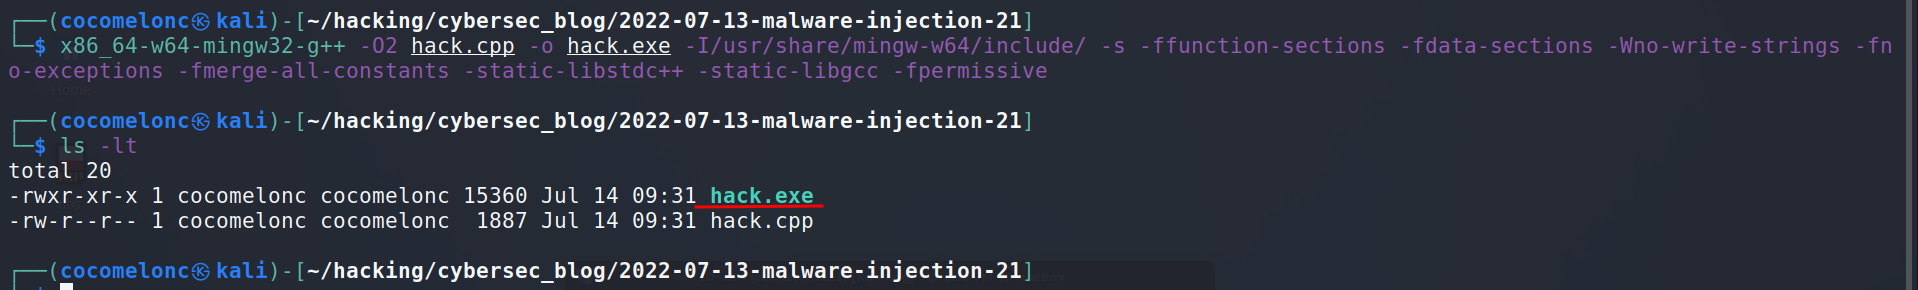 ┌──(cocomelonc㉿kali)-[~/hacking/cybersec_blog/2022-07-13-malware-injection-21]
└─$ x86_64-w64-mingw32-g++ -O2 hack.cpp -o hack.exe -I/usr/share/mingw-w64/include/ -s -ffunction-sections -fdata-sections -Wno-write-strings -fn
o-exceptions -fmerge-all-constants -static-libstdc++ -static-libgcc -fpermissive
Home
┌──(cocomelonc㉿kali)-[~/hacking/cybersec_blog/2022-07-13-malware-injection-21]
└─$ ls -lt
total 20
-rwxr-xr-x 1 cocomelonc cocomelonc 15360 Jul 14 09:31 hack.exe
-rw-r--r-- 1 cocomelonc cocomelonc  1887 Jul 14 09:31 hack.cpp
┌──(cocomelonc㉿kali)-[~/hacking/cybersec_blog/2022-07-13-malware-injection-21]